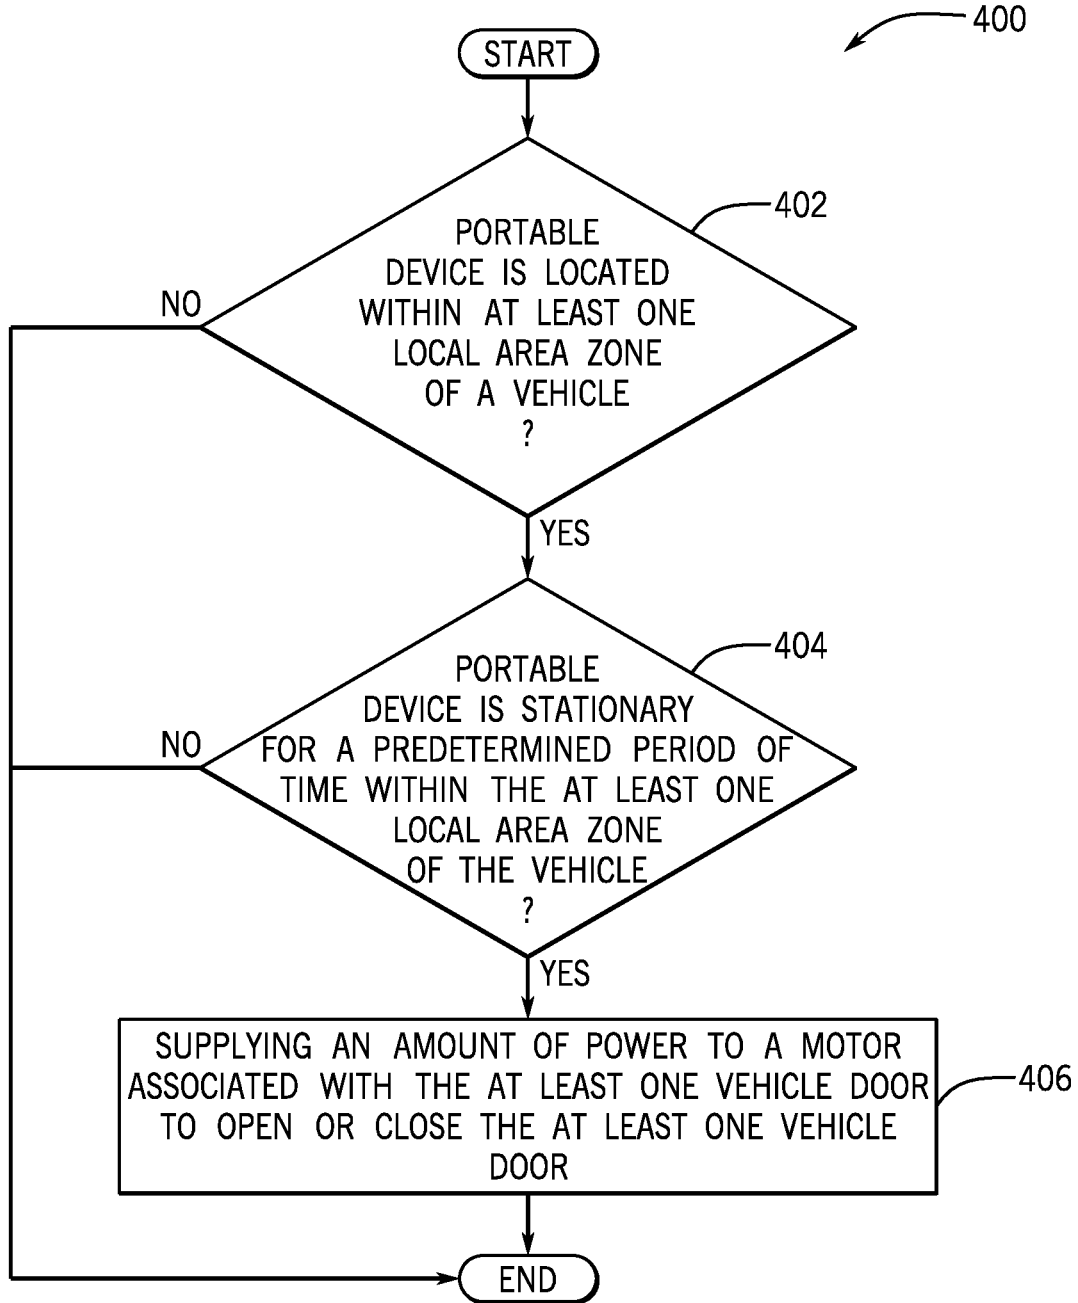 400
START
402
PORTABLE
DEVICE IS LOCATED
WITHIN AT LEAST ONE
LOCAL AREA ZONE
OF A VEHICLE
?
NO
YES
404
PORTABLE
DEVICE IS STATIONARY
FOR A PREDETERMINED PERIOD OF
TIME WITHIN THE AT LEAST ONE
LOCAL AREA ZONE
OF THE VEHICLE
?
NO
YES
SUPPLYING AN AMOUNT OF POWER TO A MOTOR
ASSOCIATED WITH THE AT LEAST ONE VEHICLE DOOR
TO OPEN OR CLOSE THE AT LEAST ONE VEHICLE
DOOR
406
END